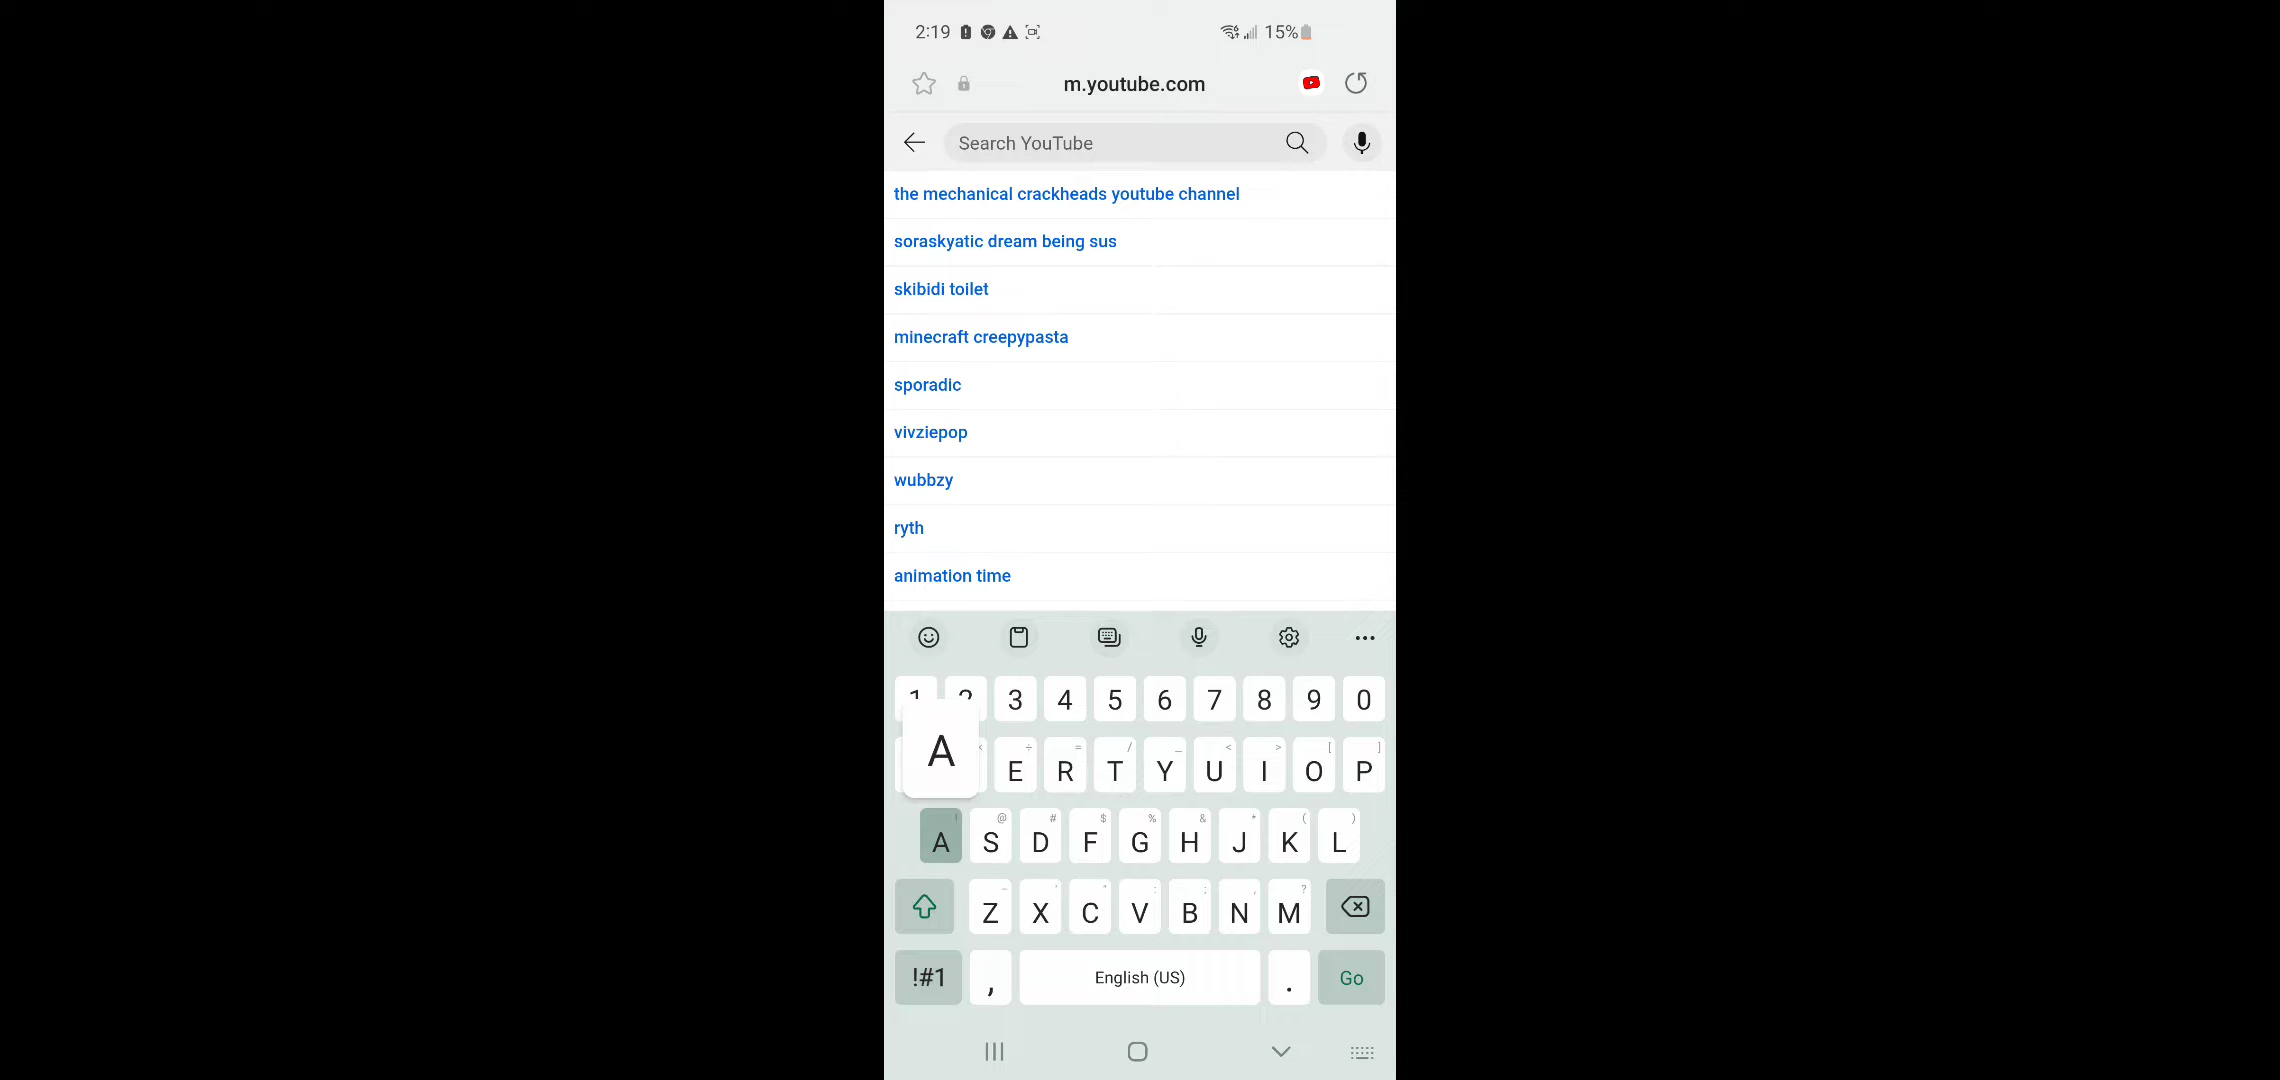 2:19 15%
m.youtube.com
Search YouTube
the mechanical crackheads youtube channel
soraskyatic dream being sus
skibidi toilet
minecraft creepypasta
sporadic
vivziepop
wubbzy
ryth
animation time
3 4 5 6 7 8 9 0
A
E R T Y U I O P
A S D F G H J K L
Z X C V B N M
!#1 , English (US) . Go